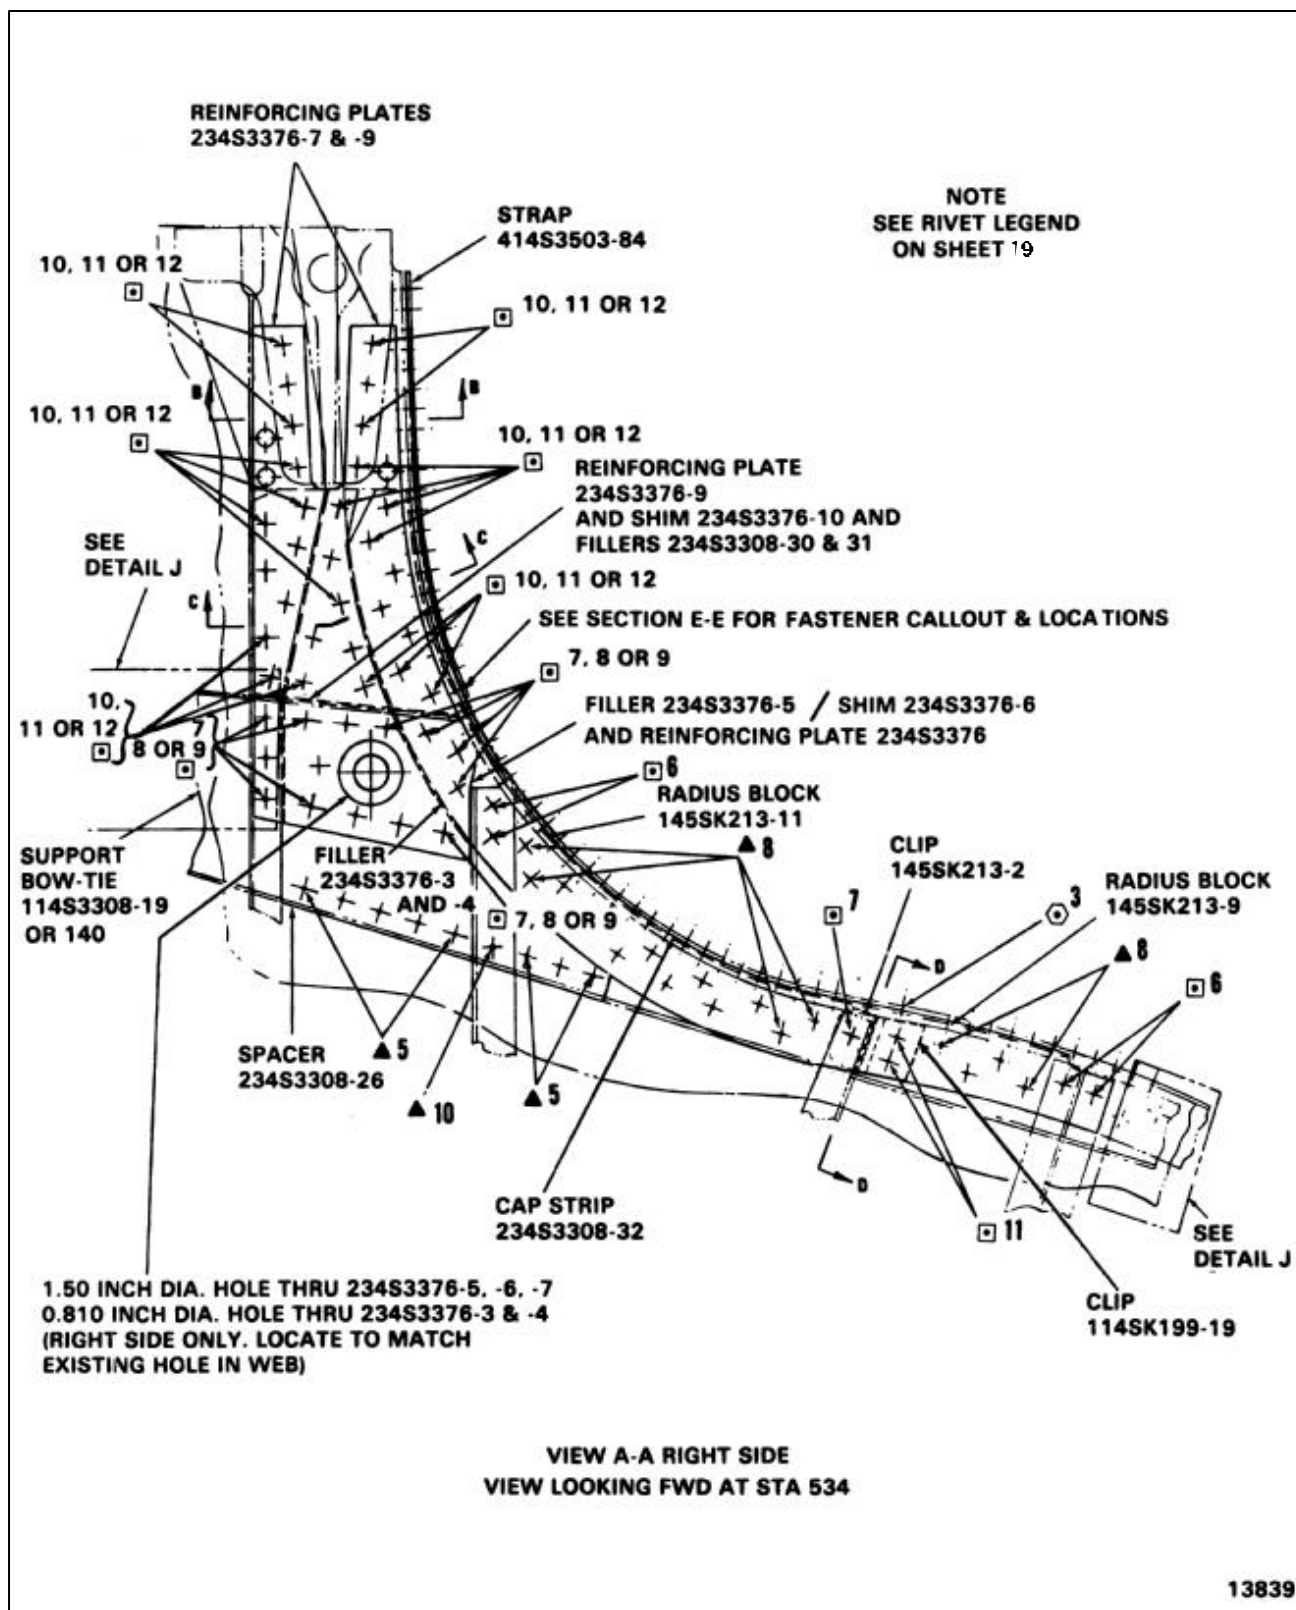 REINFORCING PLATES
234S3376-7 & -9
NOTE
SEE RIVET LEGEND
ON SHEET 19
STRAP
414S3503-84
10, 11 OR 12
10, 11 OR 12
B
B
10, 11 OR 12
10, 11 OR 12
REINFORCING PLATE
234S3376-9
AND SHIM 234S3376-10 AND
FILLERS 234S3308-30 & 31
SEE
DETAIL J
C
C
10, 11 OR 12
SEE SECTION E-E FOR FASTENER CALLOUT & LOCATIONS
7, 8 OR 9
FILLER 234S3376-5 / SHIM 234S3376-6
AND REINFORCING PLATE 234S3376
10,
11 OR 12
7
8 OR 9
6
RADIUS BLOCK
145SK213-11
8
SUPPORT
BOW-TIE
114S3308-19
OR 140
FILLER
234S3376-3
AND -4
7, 8 OR 9
7
CLIP
145SK213-2
3
RADIUS BLOCK
145SK213-9
8
6
D
D
SPACER
234S3308-26
5
10
5
CAP STRIP
234S3308-32
11
SEE
DETAIL J
CLIP
114SK199-19
1.50 INCH DIA. HOLE THRU 234S3376-5, -6, -7
0.810 INCH DIA. HOLE THRU 234S3376-3 & -4
(RIGHT SIDE ONLY. LOCATE TO MATCH
EXISTING HOLE IN WEB)
VIEW A-A RIGHT SIDE
VIEW LOOKING FWD AT STA 534
13839